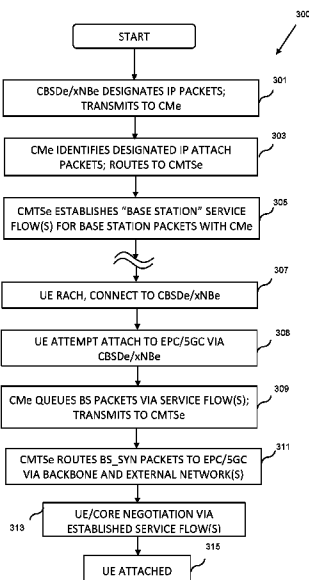 300
START
CBSDe/xNBe DESIGNATES IP PACKETS;
TRANSMITS TO CMe
301
CMe IDENTIFIES DESIGNATED IP ATTACH
PACKETS; ROUTES TO CMTSe
303
CMTSe ESTABLISHES “BASE STATION” SERVICE
FLOW(S) FOR BASE STATION PACKETS WITH CMe
305
UE RACH, CONNECT TO CBSDe/xNBe
307
UE ATTEMPT ATTACH TO EPC/5GC VIA
CBSDe/xNBe
308
CMe QUEUES BS PACKETS VIA SERVICE FLOW(S);
TRANSMITS TO CMTSe
309
CMTSe ROUTES BS_SYN PACKETS TO EPC/5GC
VIA BACKBONE AND EXTERNAL NETWORK(S)
311
UE/CORE NEGOTIATION VIA
ESTABLISHED SERVICE FLOW(S)
313
UE ATTACHED
315